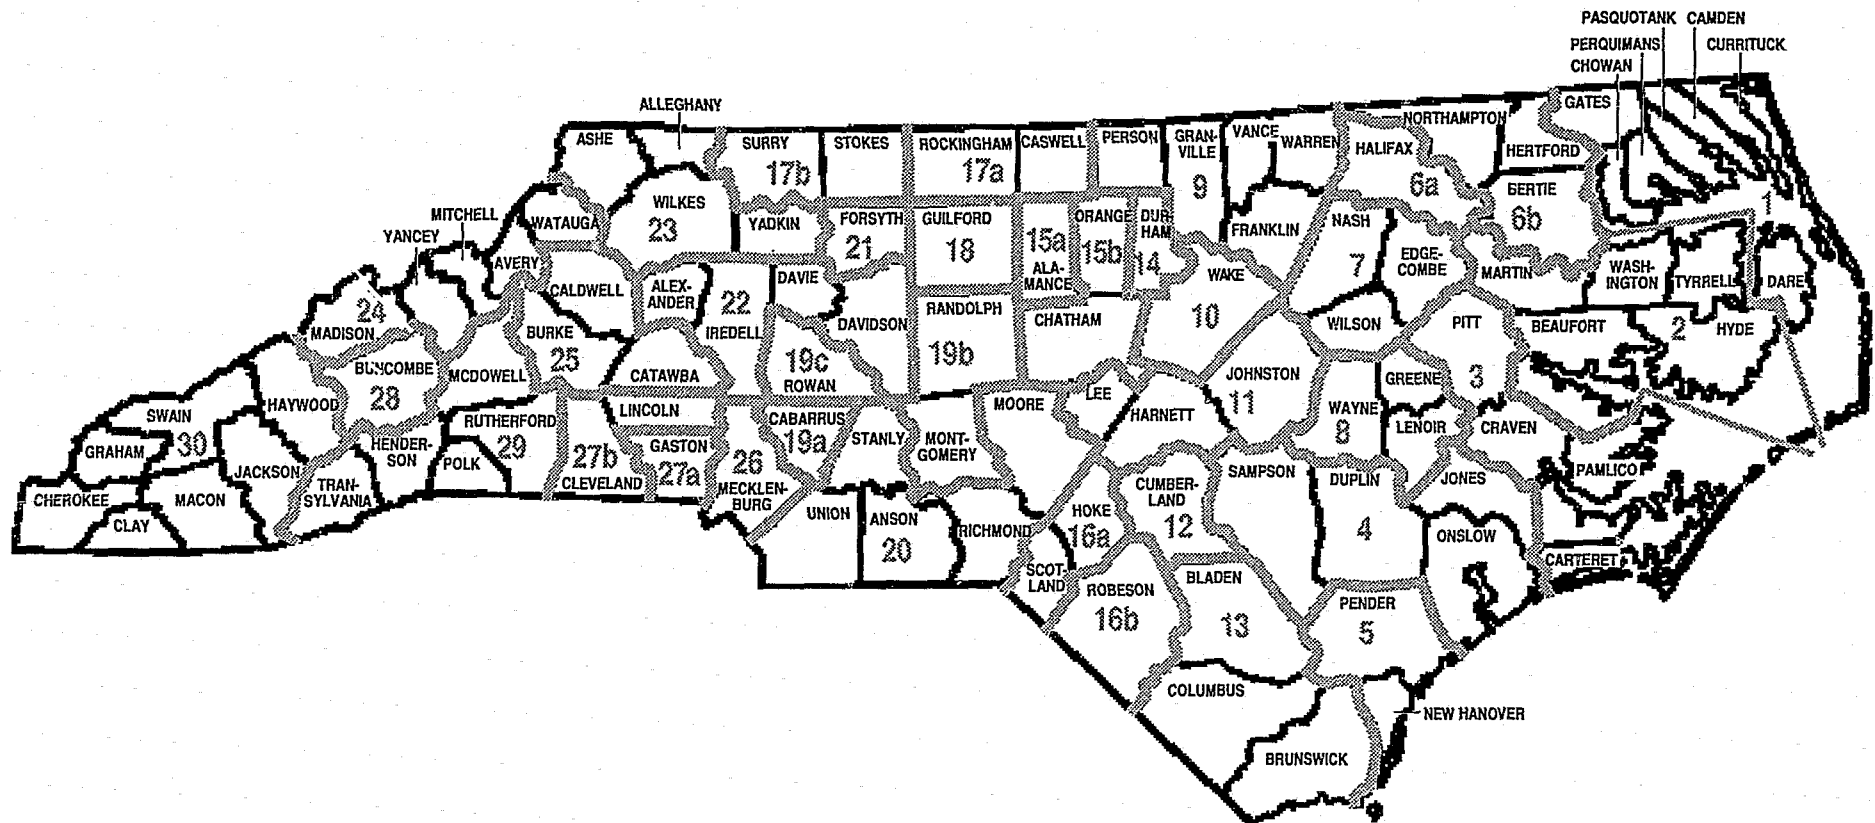 PASQUOTANK CAMDEN
PERQUIMANS CURRITUCK
CHOWAN
ALLEGHANY
GATES
ASHE
SURRY
STOKES
ROCKINGHAM
CASWELL
PERSON
GRAN-
VILLE
VANCE
WARREN
NORTHAMPTON
HALIFAX
HERTFORD
17b
17a
9
6a
BERTIE
6b
1
MITCHELL
YANCEY
WATAUGA
WILKES
23
YADKIN
FORSYTH
21
GUILFORD
18
15a
ALA-
MANCE
ORANGE
15b
DUR-
HAM
14
FRANKLIN
NASH
7
EDGE-
COMBE
MARTIN
WASH-
INGTON
TYRRELL
DARE
AVERY
CALDWELL
ALEX-
ANDER
22
IREDELL
DAVIE
DAVIDSON
RANDOLPH
19b
CHATHAM
WAKE
10
WILSON
PITT
3
BEAUFORT
2
HYDE
24
MADISON
BUNCOMBE
28
MCDOWELL
BURKE
25
CATAWBA
19c
ROWAN
LEE
HARNETT
JOHNSTON
11
GREENE
WAYNE
8
LENOIR
CRAVEN
SWAIN
30
GRAHAM
HAYWOOD
HENDER-
SON
RUTHERFORD
29
POLK
LINCOLN
GASTON
27a
27b
CLEVELAND
26
MECKLEN-
BURG
CABARRUS
19a
STANLY
MONT-
GOMERY
MOORE
PAMLICO
CHEROKEE
CLAY
MACON
JACKSON
TRAN-
SYLVANIA
UNION
ANSON
20
RICHMOND
HOKE
16a
SCOT-
LAND
CUMBER-
LAND
12
SAMPSON
DUPLIN
4
JONES
ONSLOW
CARTERET
ROBESON
16b
BLADEN
13
PENDER
5
COLUMBUS
NEW HANOVER
BRUNSWICK